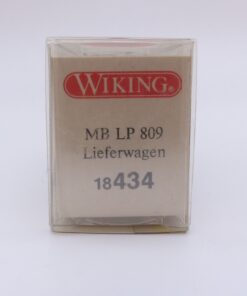 WIKING®
MB LP 809
Lieferwagen
18434